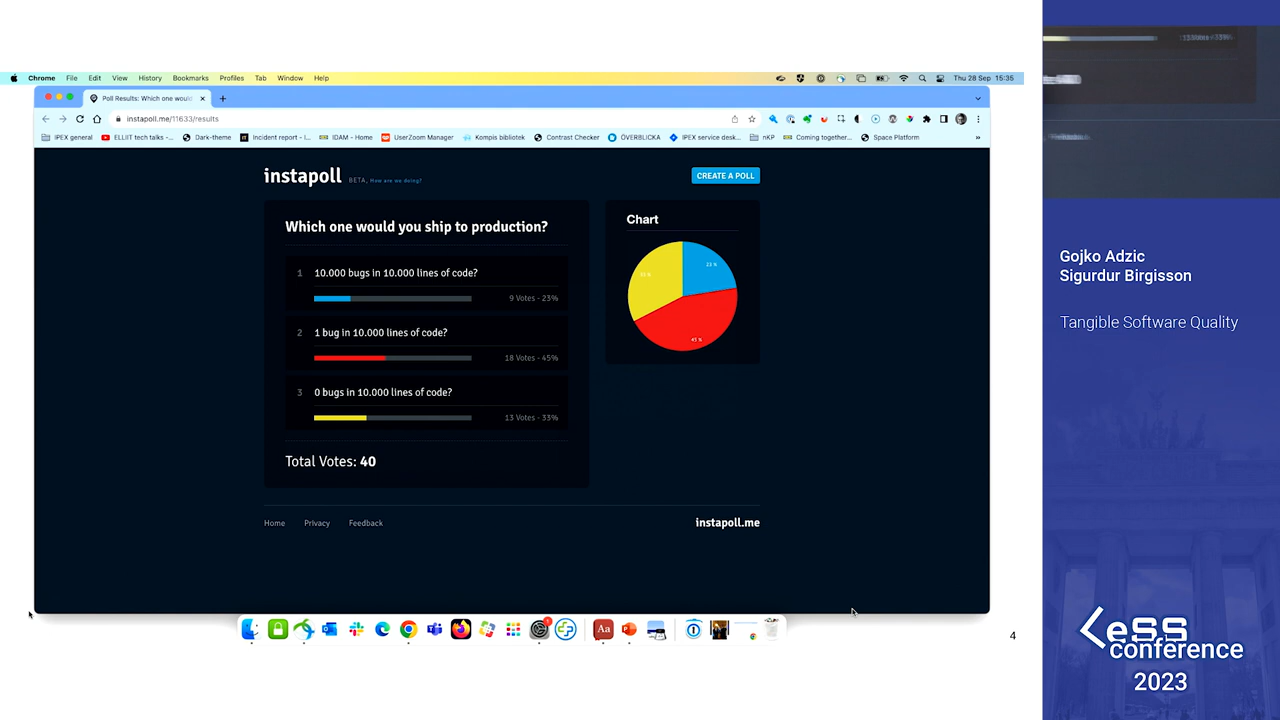 Chrome File Edit View History Bookmarks Profiles Tab Window Help Thu 28 Sep 15:35
Poll Results: Which one would
instapoll.me/11633/results
IPEX general ELLIIT tech talks -... Dark-theme Incident report - I... IDAM - Home UserZoom Manager Kompis bibliotek Contrast Checker ÖVERBLICKA IPEX service desk... nKP Coming together... Space Platform »
instapoll BETA, How are we doing? CREATE A POLL
Which one would you ship to production?
1 10.000 bugs in 10.000 lines of code?
9 Votes - 23%
2 1 bug in 10.000 lines of code?
18 Votes - 45%
3 0 bugs in 10.000 lines of code?
13 Votes - 33%
Total Votes: 40
Chart
23 %
45 %
Home Privacy Feedback
instapoll.me
4
Gojko Adzic
Sigurdur Birgisson
Tangible Software Quality
LeSS
conference
2023